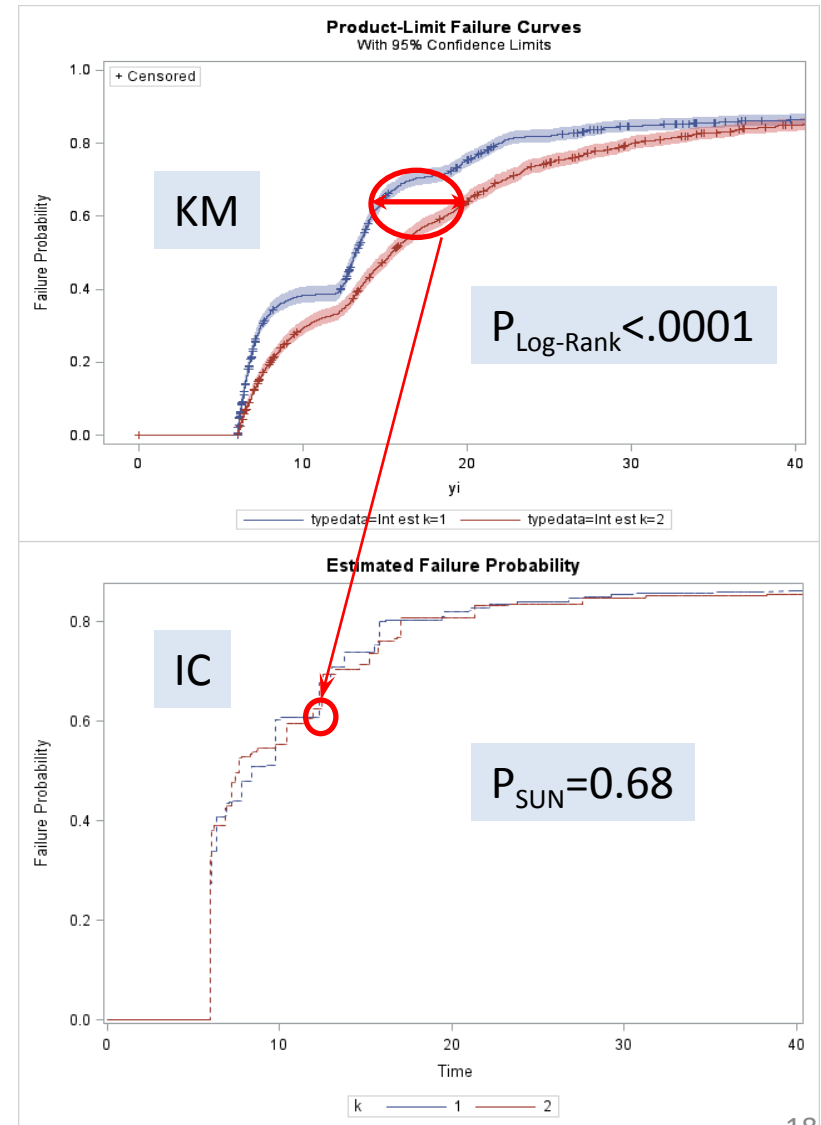 Product-Limit Failure Curves
With 95% Confidence Limits
+ Censored
1.0
0.8
0.6
0.4
0.2
0.0
Failure Probability
KM
P Log-Rank <.0001
0 10 20 30 40
yi
typedata=Int est k=1 typedata=Int est k=2
Estimated Failure Probability
0.8
0.6
0.4
0.2
0.0
Failure Probability
IC
P SUN =0.68
0 10 20 30 40
Time
k 1 2
18